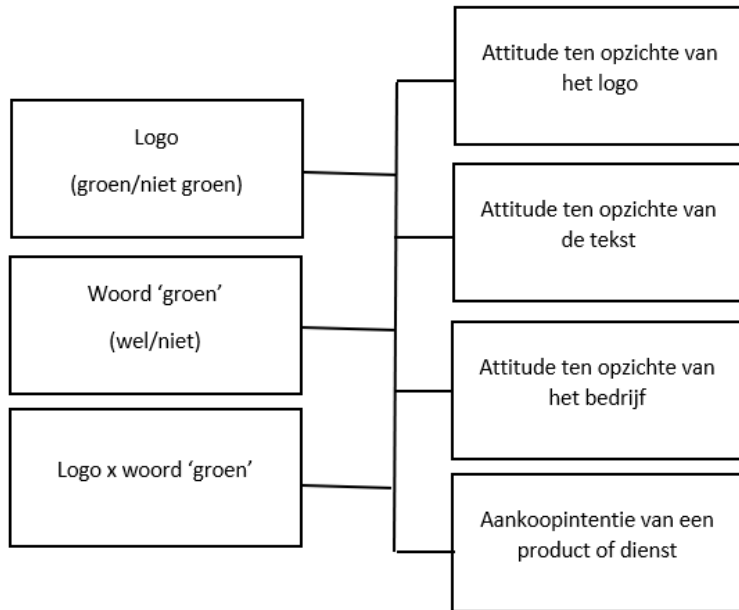 Logo
(groen/niet groen)
Woord ‘groen’
(wel/niet)
Logo x woord ‘groen’
Attitude ten opzichte van
het logo
Attitude ten opzichte van
de tekst
Attitude ten opzichte van
het bedrijf
Aankoopintentie van een
product of dienst